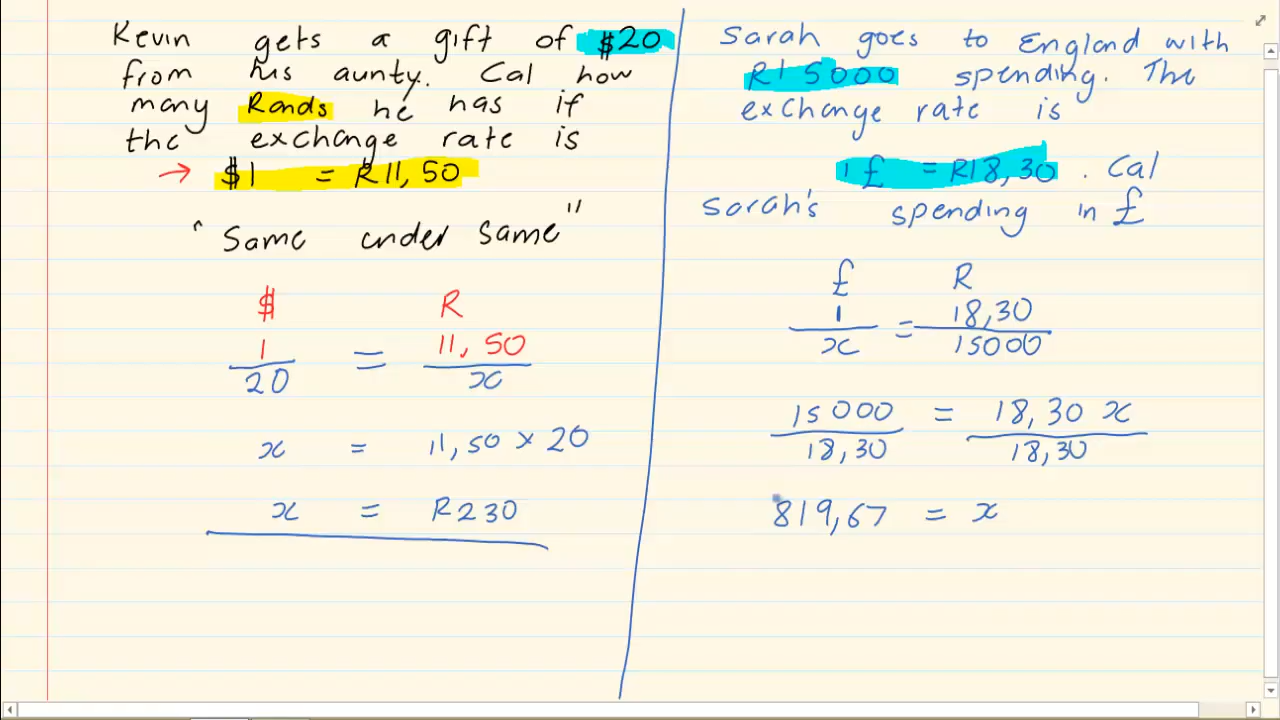 Kevin gets a gift of $20
from his aunty. Cal how
many Rands he has if
the exchange rate is
→ $1 = R11,50
"Same under same"
$ R
1/20 = 11,50/x
x = 11,50 × 20
x = R230
Sarah goes to England with
R15000 spending. The
exchange rate is
1 £ = R18,30. Cal
Sarah's spending in £
£ R
1/x = 18,30/15000
15000/18,30 = 18,30 x/18,30
819,67 = x